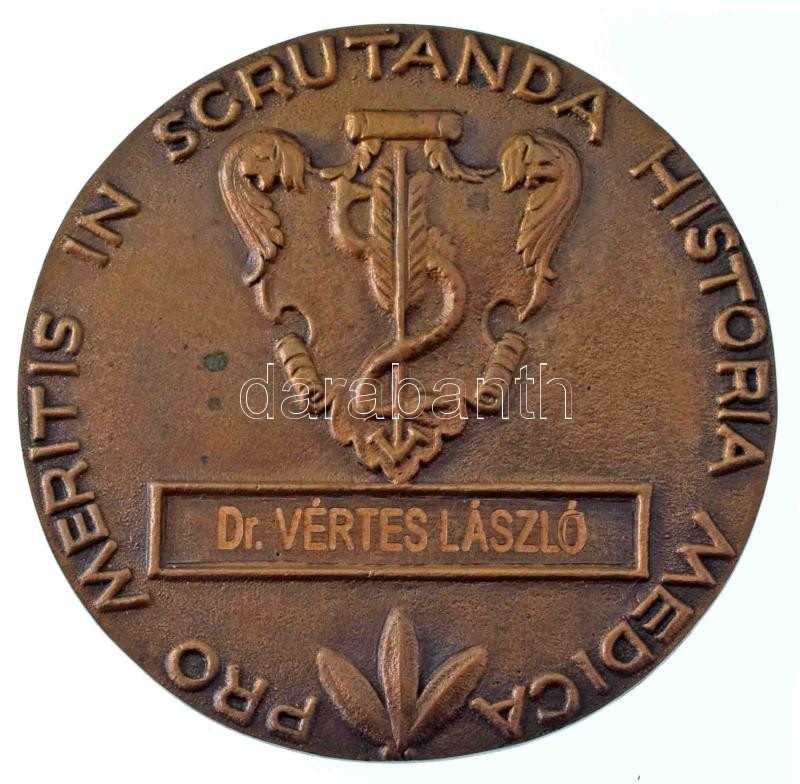 PRO MERITIS IN SCRUTANDA HISTORIA MEDICA
darabanth
Dr. VÉRTES LÁSZLÓ